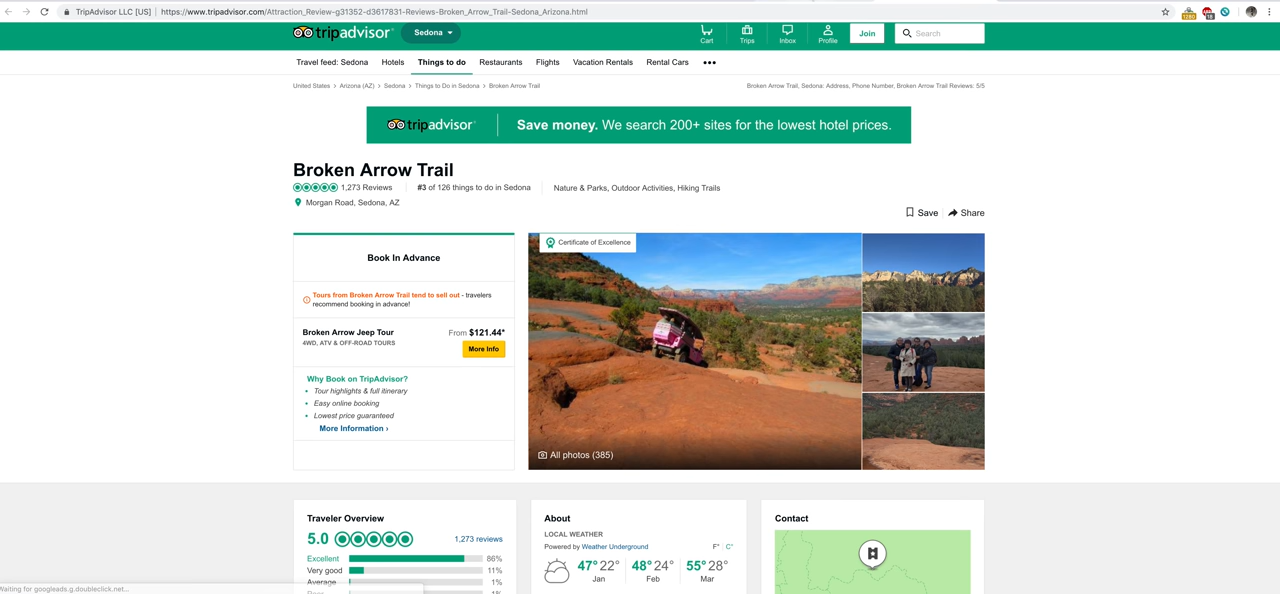 TripAdvisor LLC [US] | https://www.tripadvisor.com/Attraction_Review-g31352-d3617831-Reviews-Broken_Arrow_Trail-Sedona_Arizona.html
1280
16
tripadvisor
Sedona
Cart
Trips
Inbox
Profile
Join
Search
Travel feed: Sedona Hotels Things to do Restaurants Flights Vacation Rentals Rental Cars •••
United States > Arizona (AZ) > Sedona > Things to Do in Sedona > Broken Arrow Trail
Broken Arrow Trail, Sedona: Address, Phone Number, Broken Arrow Trail Reviews: 5/5
tripadvisor Save money. We search 200+ sites for the lowest hotel prices.
Broken Arrow Trail
1,273 Reviews #3 of 126 things to do in Sedona Nature & Parks, Outdoor Activities, Hiking Trails
Morgan Road, Sedona, AZ
Save Share
Book In Advance
Tours from Broken Arrow Trail tend to sell out - travelers
recommend booking in advance!
Broken Arrow Jeep Tour From $121.44*
4WD, ATV & OFF-ROAD TOURS
More Info
Why Book on TripAdvisor?
• Tour highlights & full itinerary
• Easy online booking
• Lowest price guaranteed
More Information ›
Certificate of Excellence
All photos (385)
Traveler Overview
5.0 1,273 reviews
Excellent 86%
Very good 11%
Average 1%
Poor 1%
About
LOCAL WEATHER
Powered by Weather Underground F° C°
47° 22° 48° 24° 55° 28°
Jan Feb Mar
Contact
Waiting for googleads.g.doubleclick.net...